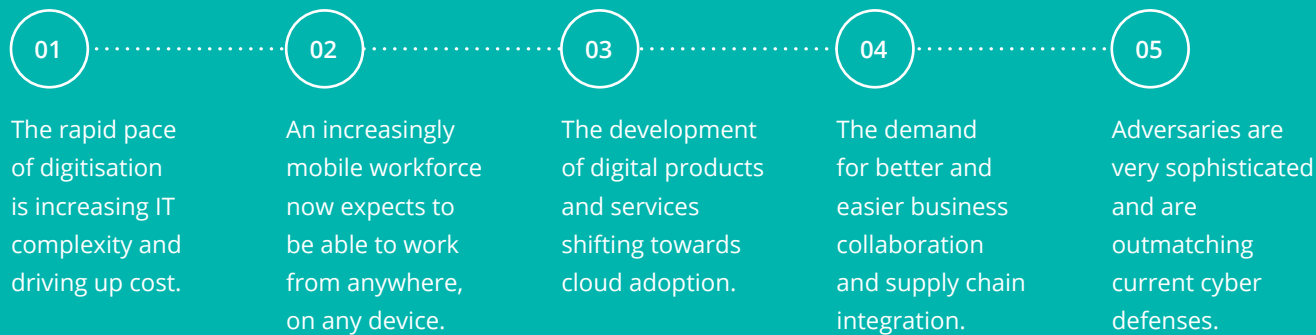 01
The rapid pace
of digitisation
is increasing IT
complexity and
driving up cost.
02
An increasingly
mobile workforce
now expects to
be able to work
from anywhere,
on any device.
03
The development
of digital products
and services
shifting towards
cloud adoption.
04
The demand
for better and
easier business
collaboration
and supply chain
integration.
05
Adversaries are
very sophisticated
and are
outmatching
current cyber
defenses.